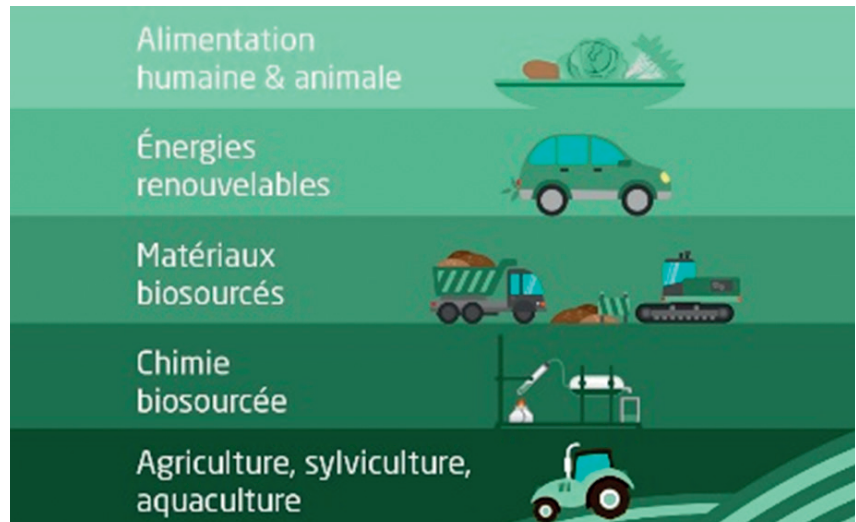 Alimentation
humaine & animale
Énergies
renouvelables
Matériaux
biosourcés
Chimie
biosourcée
Agriculture, sylviculture,
aquaculture